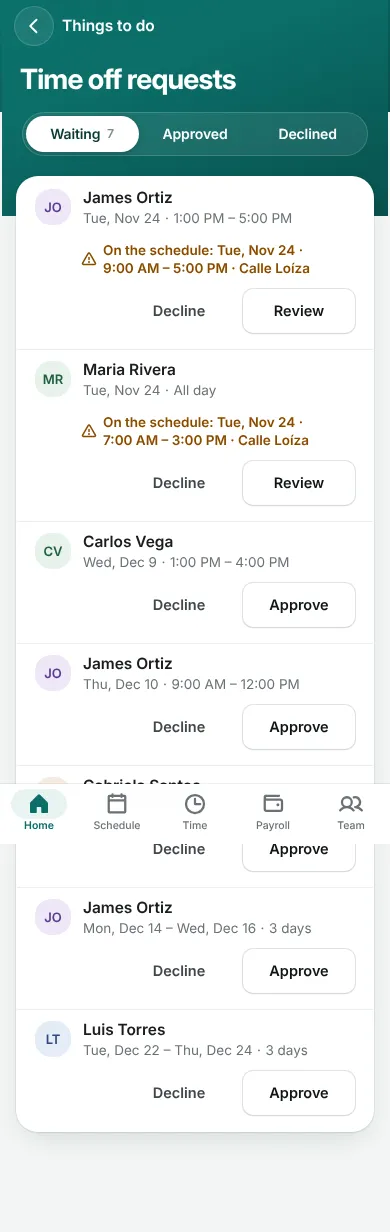 Things to do
Time off requests
Waiting 7
Approved
Declined
JO
James Ortiz
Tue, Nov 24 · 1:00 PM – 5:00 PM
On the schedule: Tue, Nov 24 ·
9:00 AM – 5:00 PM · Calle Loíza
Decline
Review
MR
Maria Rivera
Tue, Nov 24 · All day
On the schedule: Tue, Nov 24 ·
7:00 AM – 3:00 PM · Calle Loíza
Decline
Review
CV
Carlos Vega
Wed, Dec 9 · 1:00 PM – 4:00 PM
Decline
Approve
JO
James Ortiz
Thu, Dec 10 · 9:00 AM – 12:00 PM
Decline
Approve
Home
Schedule
Time
Payroll
Team
Decline
Approve
JO
James Ortiz
Mon, Dec 14 – Wed, Dec 16 · 3 days
Decline
Approve
LT
Luis Torres
Tue, Dec 22 – Thu, Dec 24 · 3 days
Decline
Approve